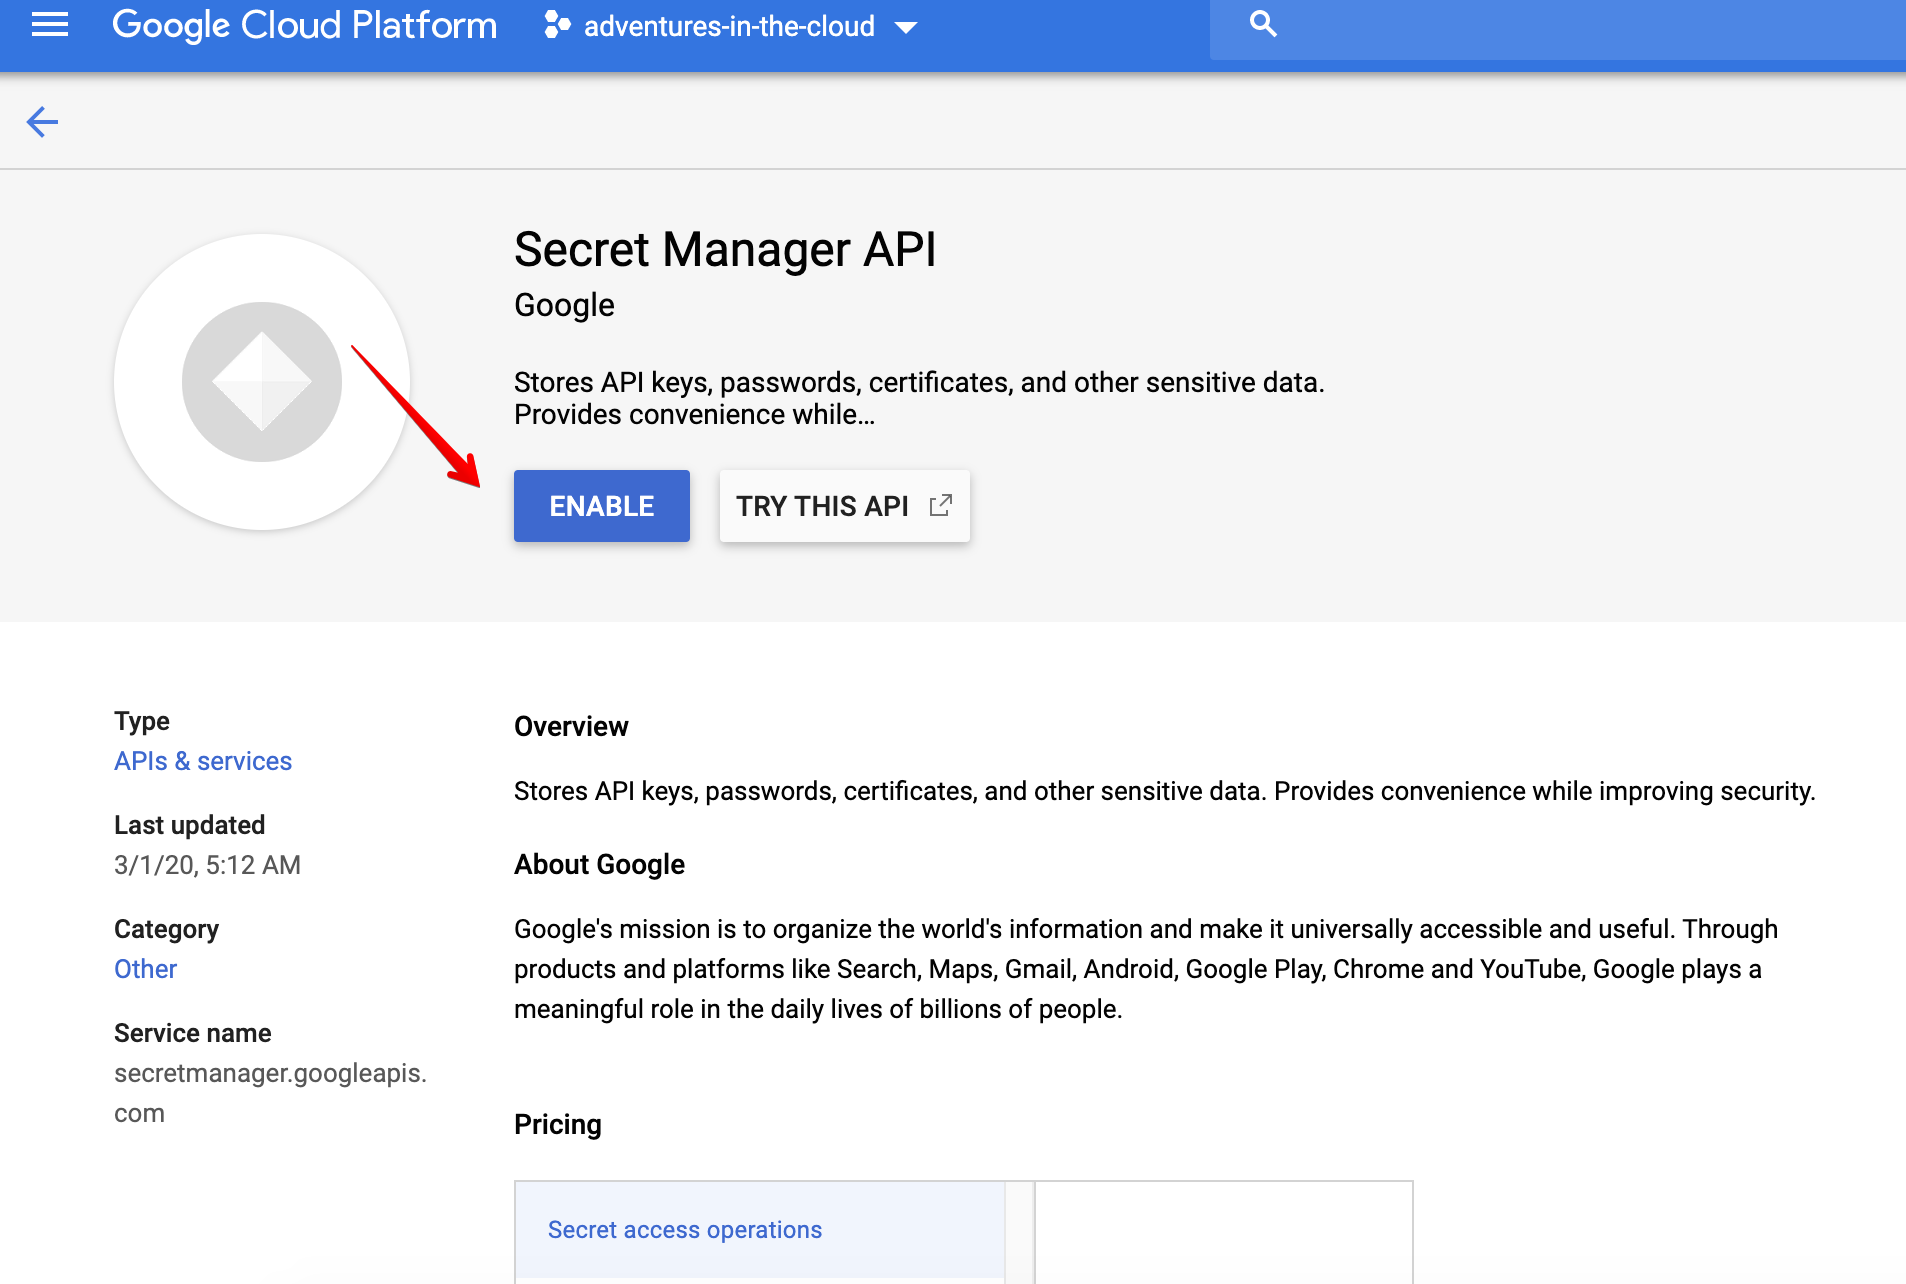 Google Cloud Platform
adventures-in-the-cloud
Secret Manager API
Google
Stores API keys, passwords, certificates, and other sensitive data.
Provides convenience while…
ENABLE
TRY THIS API
Type
APIs & services
Last updated
3/1/20, 5:12 AM
Category
Other
Service name
secretmanager.googleapis.
com
Overview
Stores API keys, passwords, certificates, and other sensitive data. Provides convenience while improving security.
About Google
Google's mission is to organize the world's information and make it universally accessible and useful. Through
products and platforms like Search, Maps, Gmail, Android, Google Play, Chrome and YouTube, Google plays a
meaningful role in the daily lives of billions of people.
Pricing
Secret access operations